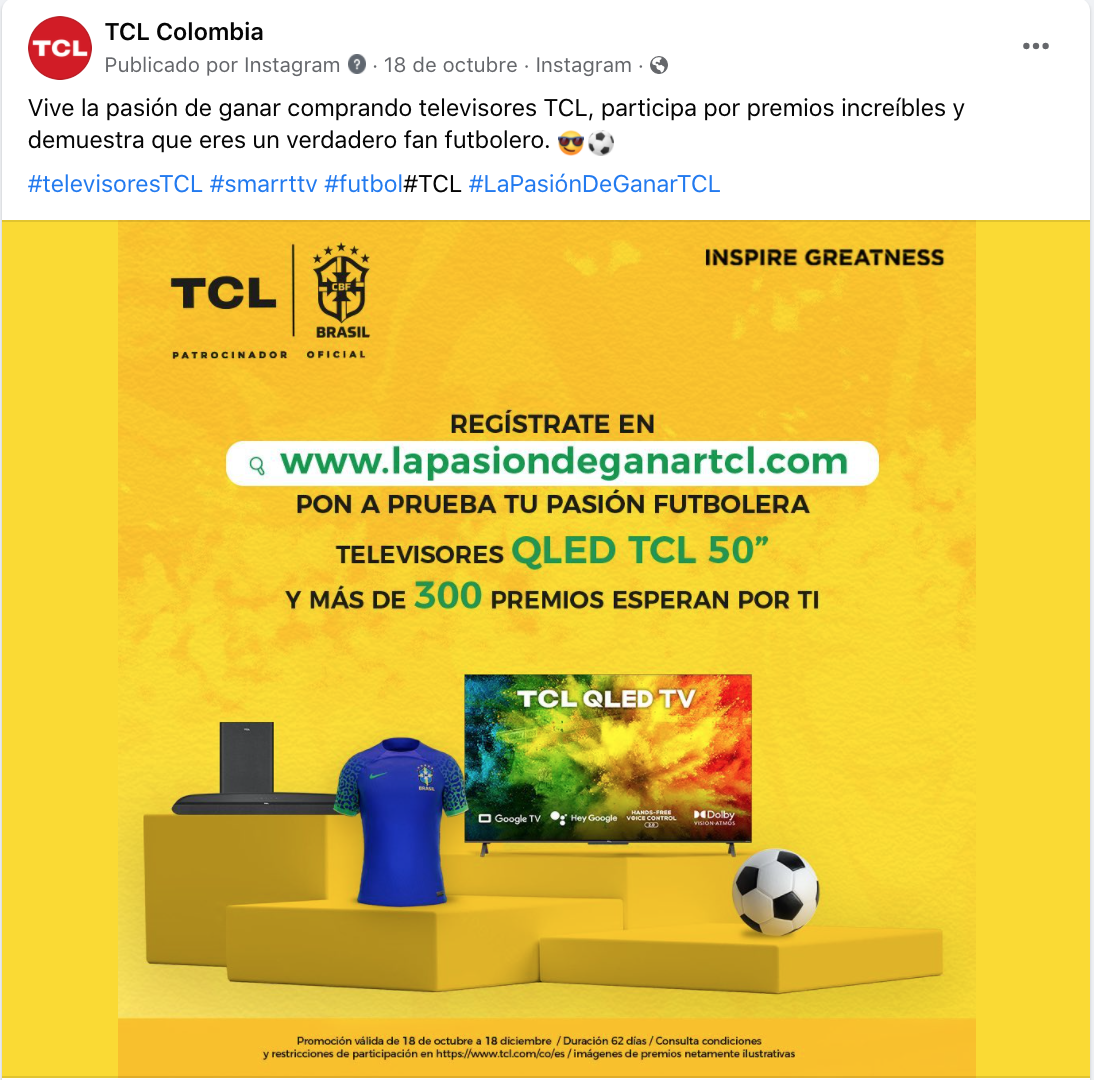 TCL
TCL Colombia
Publicado por Instagram · 18 de octubre · Instagram ·
Vive la pasión de ganar comprando televisores TCL, participa por premios increíbles y
demuestra que eres un verdadero fan futbolero. 😎⚽
#televisoresTCL #smarrttv #futbol#TCL #LaPasiónDeGanarTCL
TCL
CBF
BRASIL
PATROCINADOR OFICIAL
INSPIRE GREATNESS
REGÍSTRATE EN
www.lapasiondeganartcl.com
PON A PRUEBA TU PASIÓN FUTBOLERA
TELEVISORES QLED TCL 50”
Y MÁS DE 300 PREMIOS ESPERAN POR TI
TCL QLED TV
Google TV
Hey Google
HANDS-FREE
VOICE CONTROL
Dolby
VISION·ATMOS
BRASIL
Promoción válida de 18 de octubre a 18 diciembre / Duración 62 días / Consulta condiciones
y restricciones de participación en https://www.tcl.com/co/es / imágenes de premios netamente ilustrativas